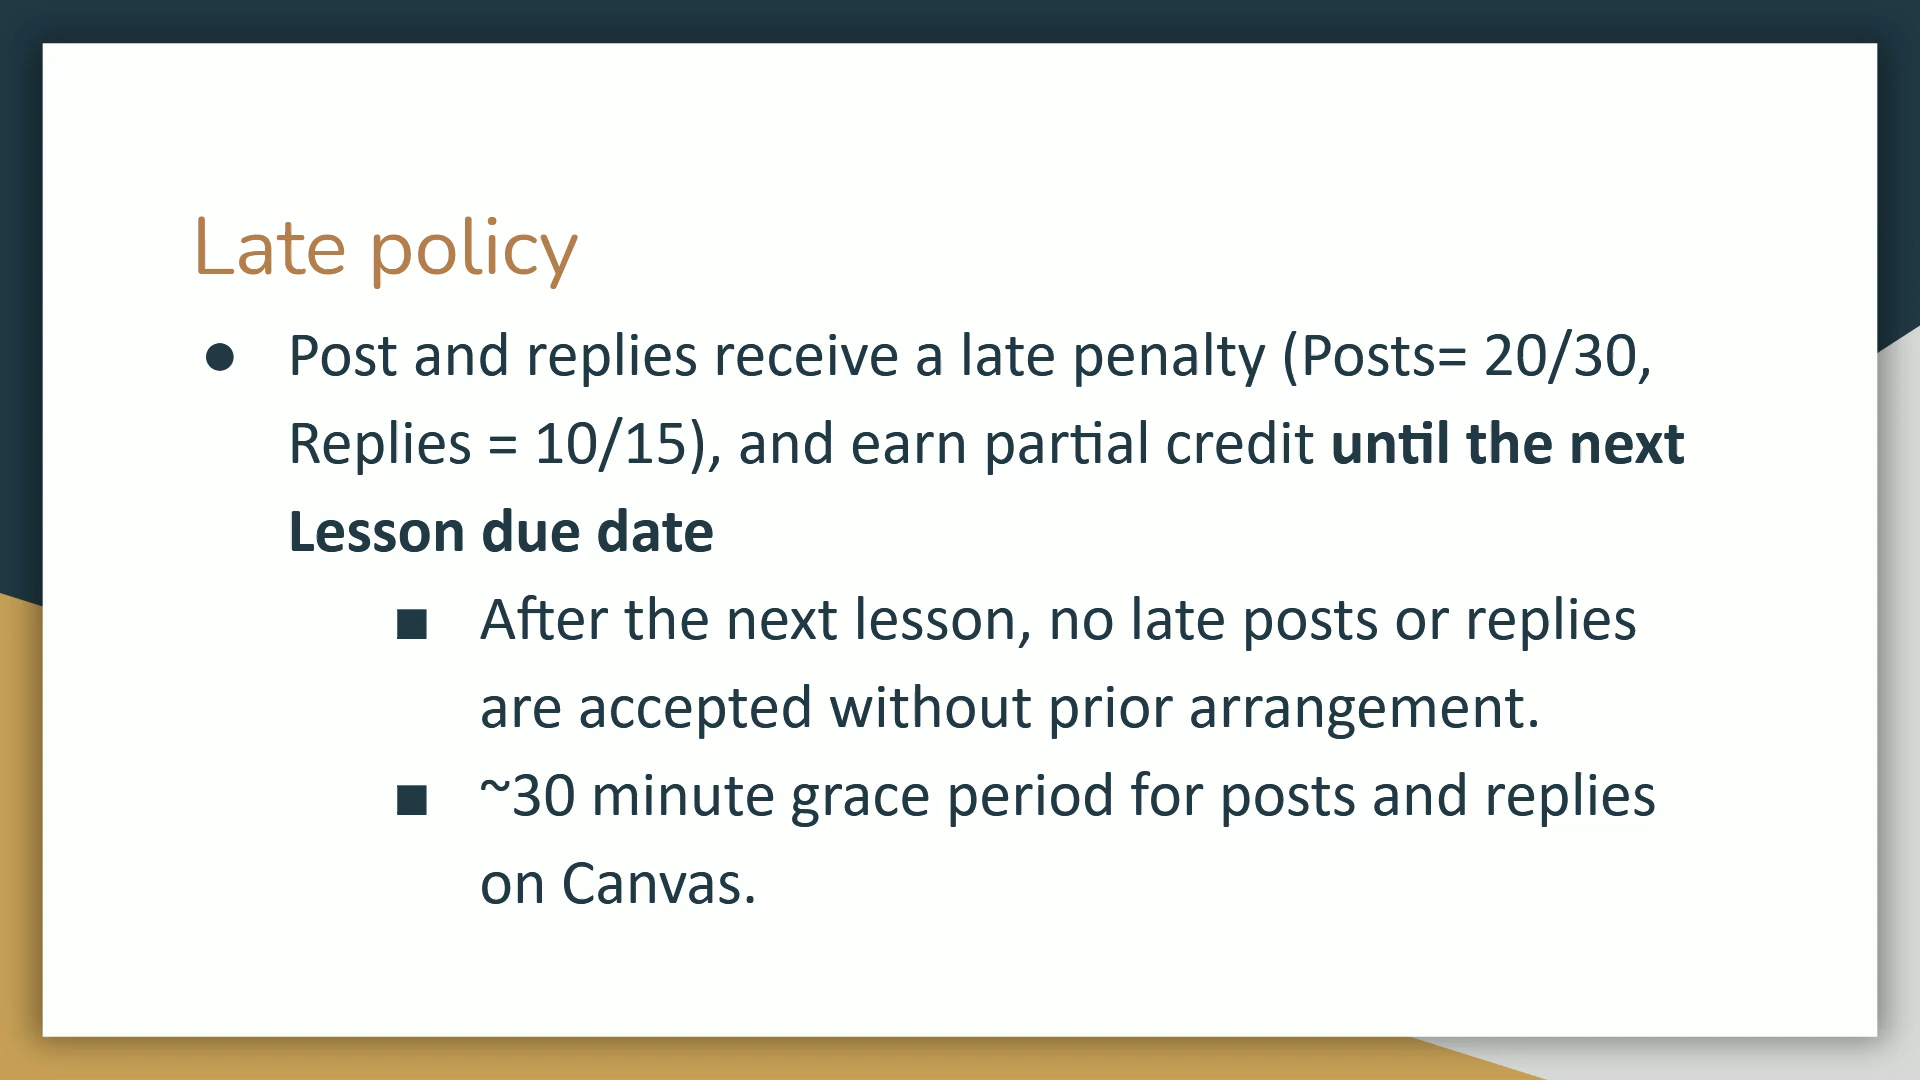 Late policy
● Post and replies receive a late penalty (Posts= 20/30,
Replies = 10/15), and earn partial credit until the next
Lesson due date
■ After the next lesson, no late posts or replies
are accepted without prior arrangement.
■ ~30 minute grace period for posts and replies
on Canvas.